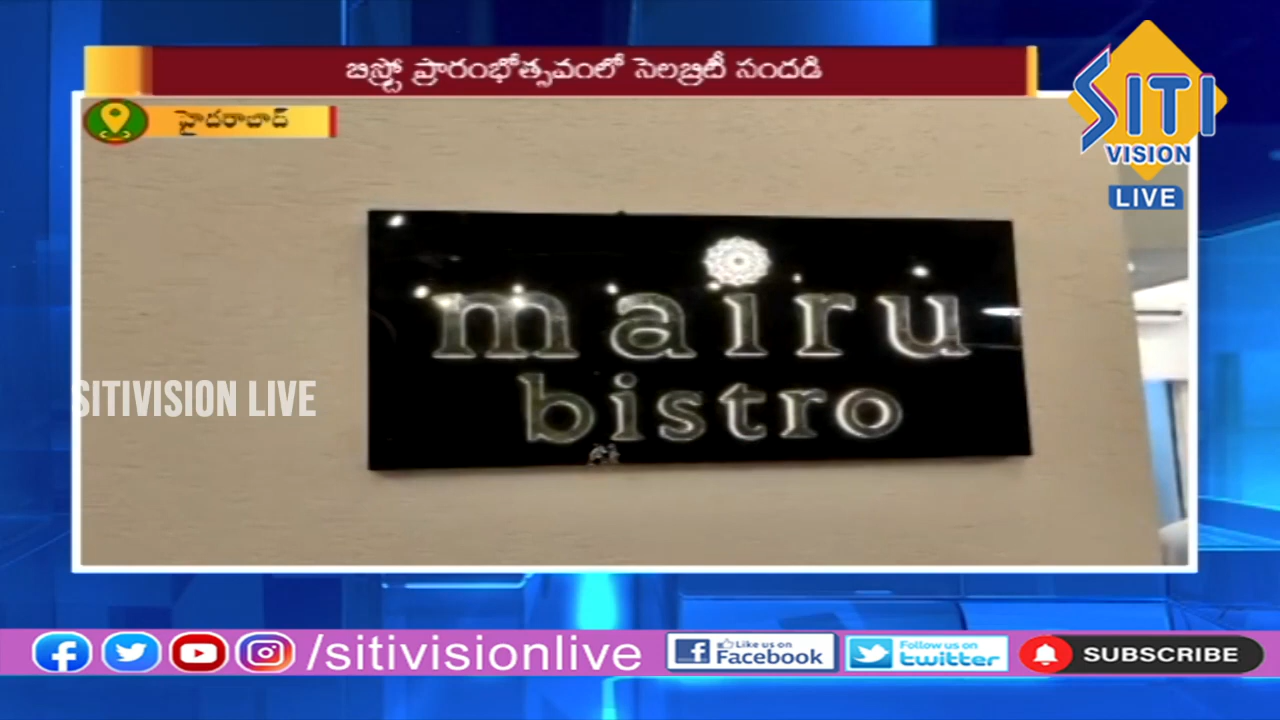 బిస్ట్రో ప్రారంభోత్సవంలో సెలబ్రిటీ సందడి
హైదరాబాద్
SITI
VISION
LIVE
mairu
bistro
SITIVISION LIVE
/sitivisionlive
Like us on
Facebook
Follow us on
twitter
SUBSCRIBE